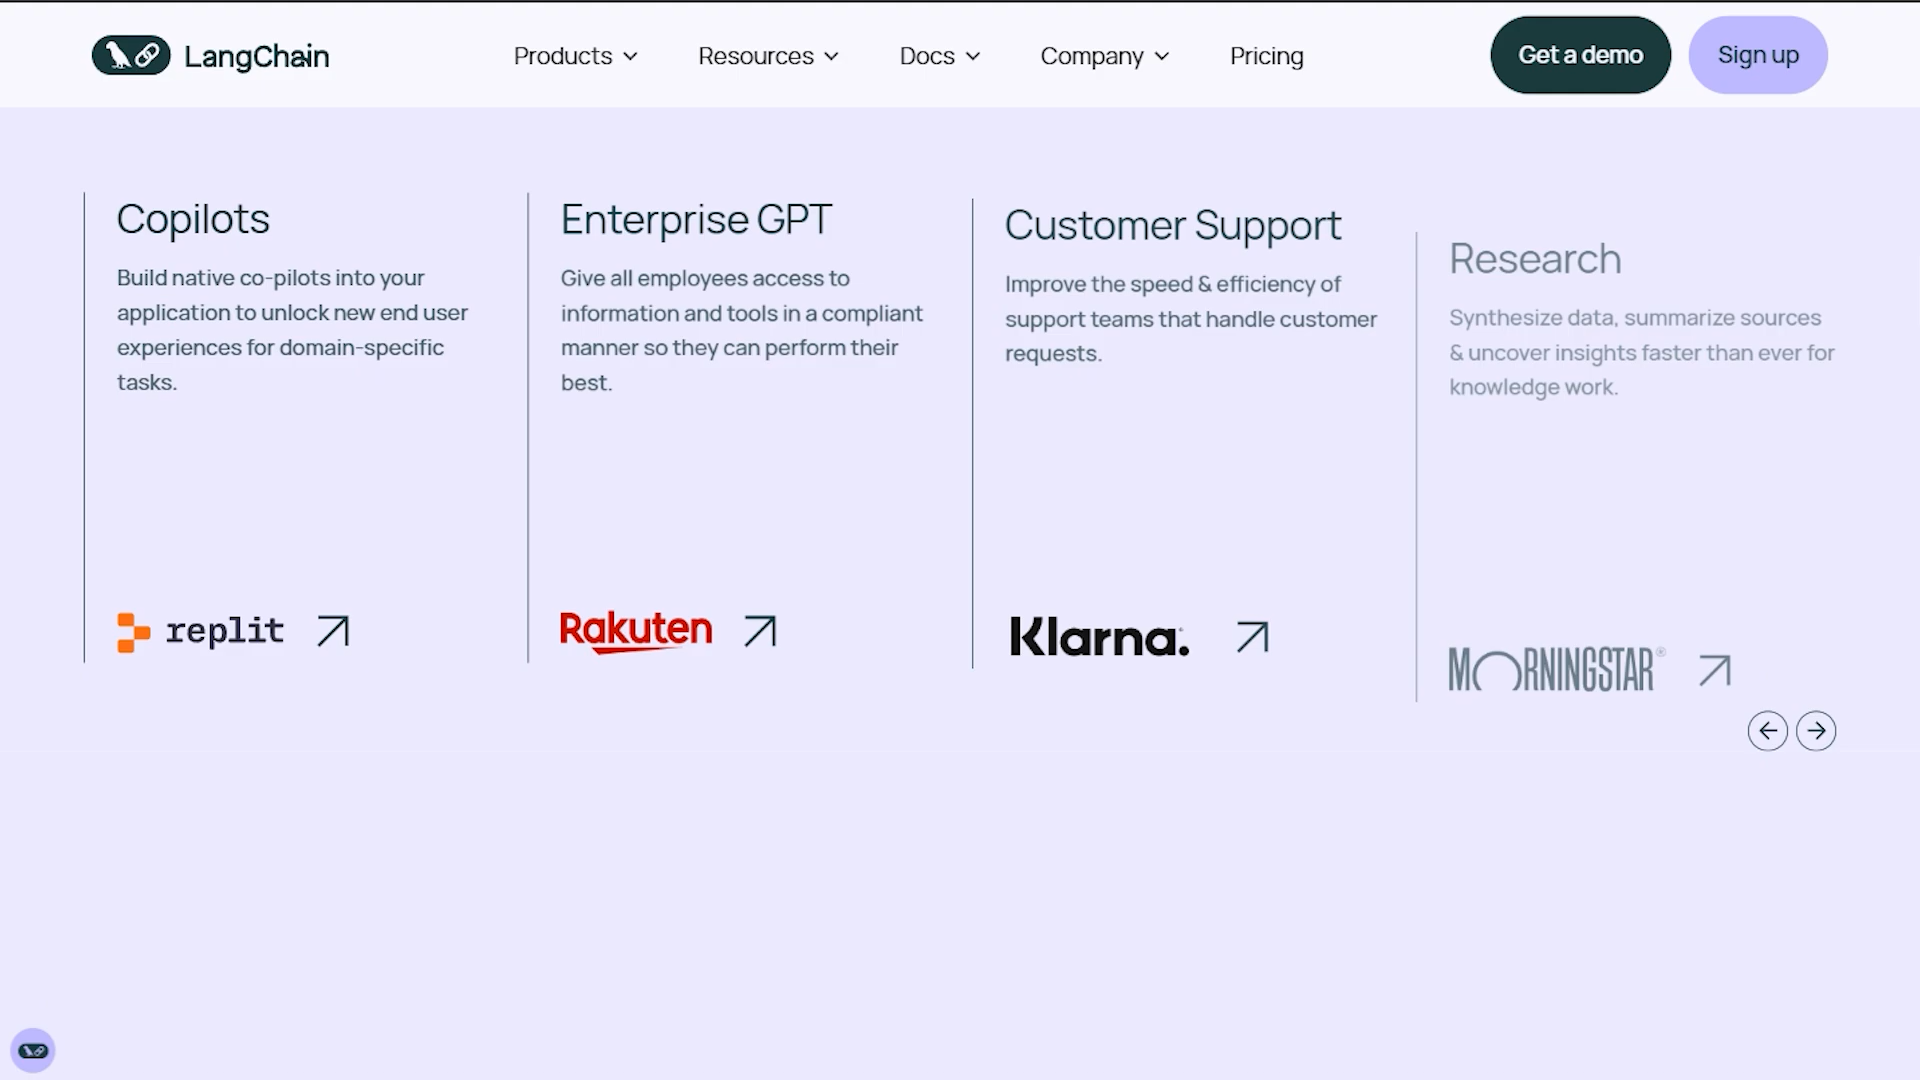 LangChain
Products
Resources
Docs
Company
Pricing
Get a demo
Sign up
Copilots
Build native co-pilots into your
application to unlock new end user
experiences for domain-specific
tasks.
replit
Enterprise GPT
Give all employees access to
information and tools in a compliant
manner so they can perform their
best.
Rakuten
Customer Support
Improve the speed & efficiency of
support teams that handle customer
requests.
Klarna.
Research
Synthesize data, summarize sources
& uncover insights faster than ever for
knowledge work.
MORNINGSTAR®